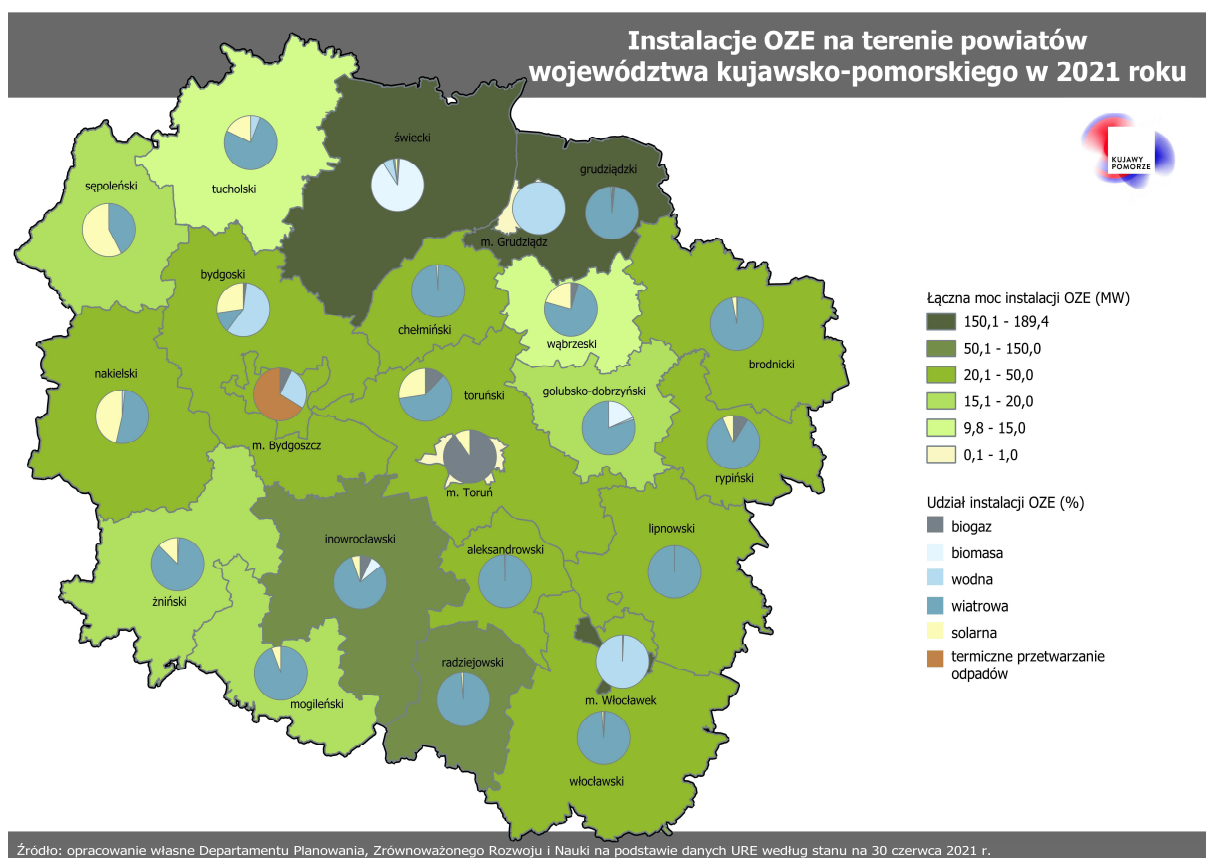 Instalacje OZE na terenie powiatów
województwa kujawsko-pomorskiego w 2021 roku
KUJAWY
POMORZE
świecki
grudziądzki
sępoleński
tucholski
m. Grudziądz
bydgoski
chełmiński
wąbrzeski
brodnicki
nakielski
toruński
golubsko-dobrzyński
m. Bydgoszcz
rypiński
m. Toruń
lipnowski
inowrocławski
aleksandrowski
żniński
radziejowski
m. Włocławek
mogileński
włocławski
Łączna moc instalacji OZE (MW)
150,1 - 189,4
50,1 - 150,0
20,1 - 50,0
15,1 - 20,0
9,8 - 15,0
0,1 - 1,0
Udział instalacji OZE (%)
biogaz
biomasa
wodna
wiatrowa
solarna
termiczne przetwarzanie
odpadów
Źródło: opracowanie własne Departamentu Planowania, Zrównoważonego Rozwoju i Nauki na podstawie danych URE według stanu na 30 czerwca 2021 r.